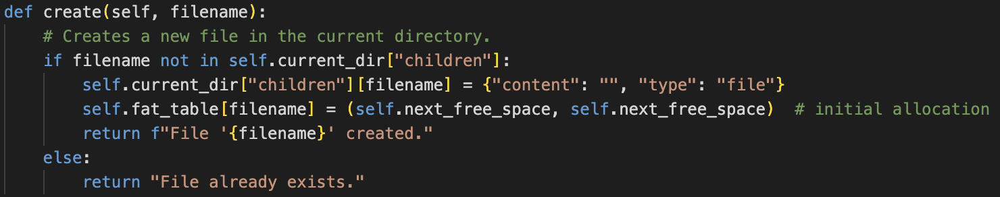 def create(self, filename):
    # Creates a new file in the current directory.
    if filename not in self.current_dir["children"]:
        self.current_dir["children"][filename] = {"content": "", "type": "file"}
        self.fat_table[filename] = (self.next_free_space, self.next_free_space)  # initial allocation
        return f"File '{filename}' created."
    else:
        return "File already exists."